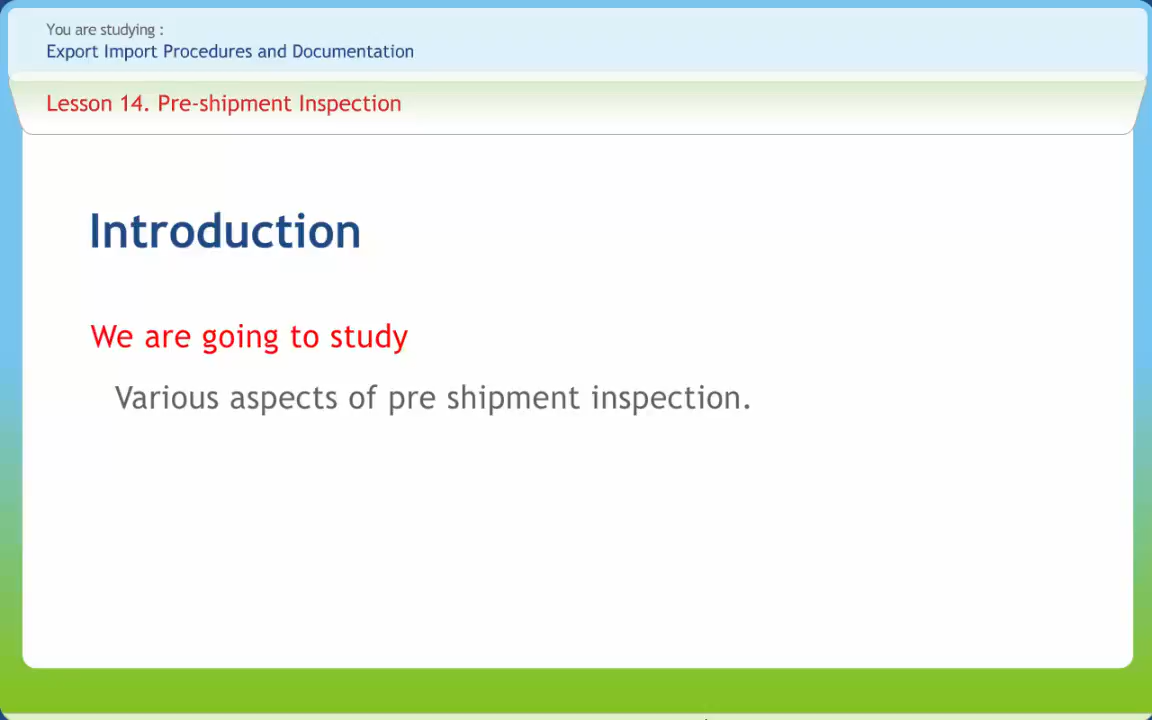 You are studying :
Export Import Procedures and Documentation
Lesson 14. Pre-shipment Inspection
Introduction
We are going to study
Various aspects of pre shipment inspection.